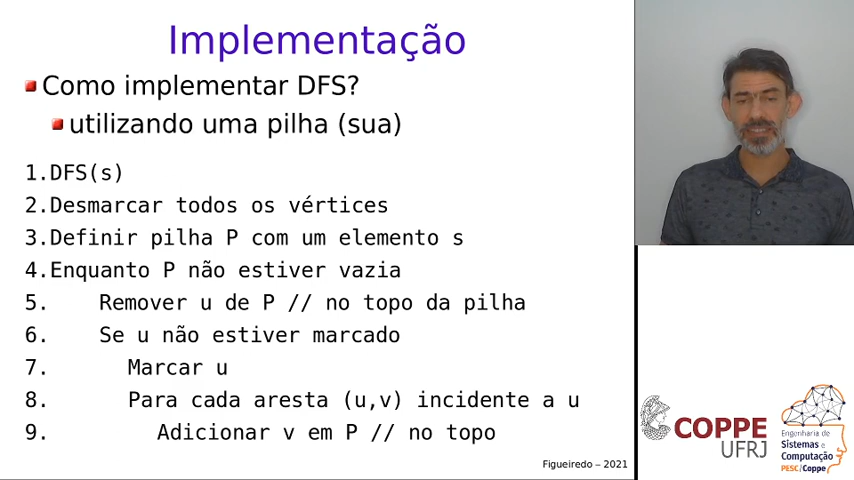 Implementação
Como implementar DFS?
utilizando uma pilha (sua)
1.DFS(s)
2.Desmarcar todos os vértices
3.Definir pilha P com um elemento s
4.Enquanto P não estiver vazia
5. Remover u de P // no topo da pilha
6. Se u não estiver marcado
7. Marcar u
8. Para cada aresta (u,v) incidente a u
9. Adicionar v em P // no topo
Figueiredo – 2021
COPPE
UFRJ
Engenharia de
Sistemas e
Computação
PESC/Coppe